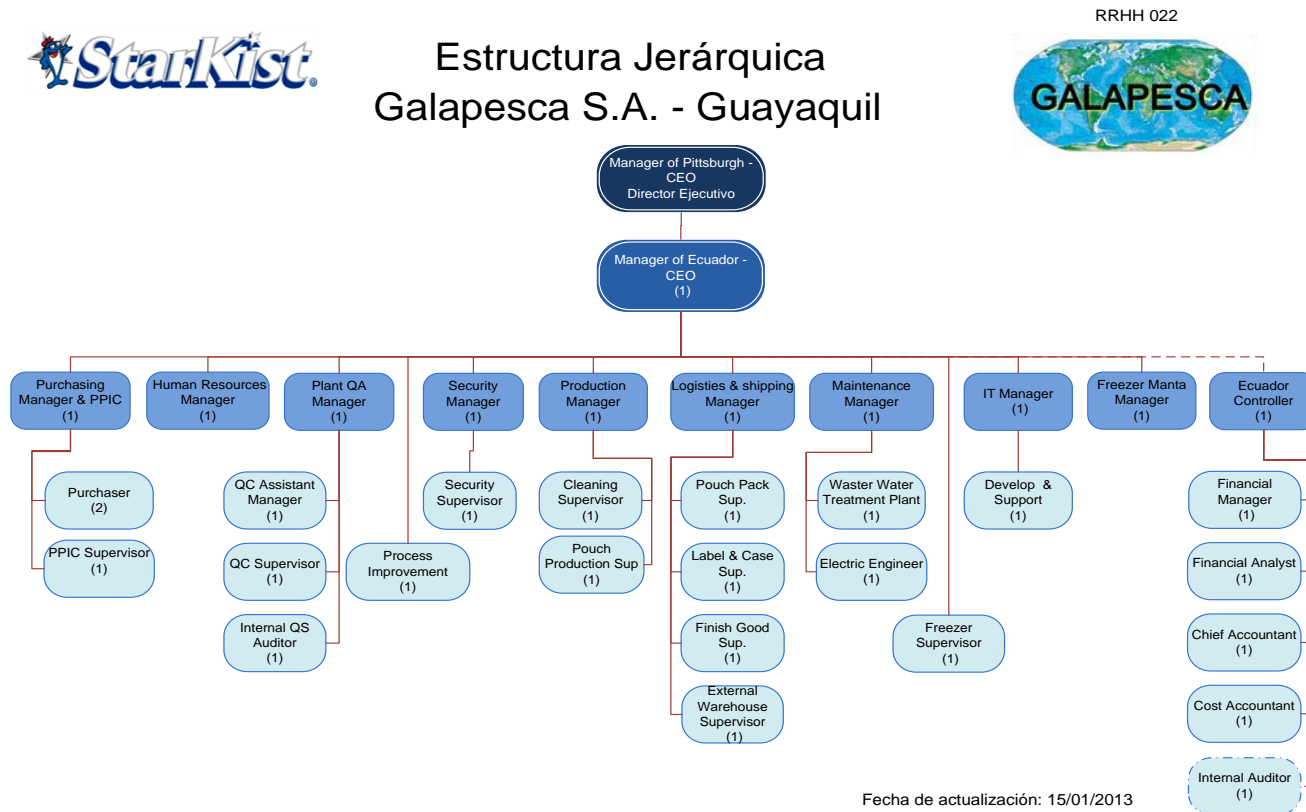 RRHH 022
StarKist®
Estructura Jerárquica
Galapesca S.A. - Guayaquil
GALAPESCA
Manager of Pittsburgh -
CEO
Director Ejecutivo
Manager of Ecuador -
CEO
(1)
Purchasing
Manager & PPIC
(1)
Human Resources
Manager
(1)
Plant QA
Manager
(1)
Security
Manager
(1)
Production
Manager
(1)
Logisties & shipping
Manager
(1)
Maintenance
Manager
(1)
IT Manager
(1)
Freezer Manta
Manager
(1)
Ecuador
Controller
(1)
Purchaser
(2)
PPIC Supervisor
(1)
QC Assistant
Manager
(1)
QC Supervisor
(1)
Internal QS
Auditor
(1)
Process
Improvement
(1)
Security
Supervisor
(1)
Cleaning
Supervisor
(1)
Pouch
Production Sup
(1)
Pouch Pack
Sup.
(1)
Label & Case
Sup.
(1)
Finish Good
Sup.
(1)
External
Warehouse
Supervisor
(1)
Waster Water
Treatment Plant
(1)
Electric Engineer
(1)
Freezer
Supervisor
(1)
Develop & Support
(1)
Financial
Manager
(1)
Financial Analyst
(1)
Chief Accountant
(1)
Cost Accountant
(1)
Internal Auditor
(1)
Fecha de actualización: 15/01/2013